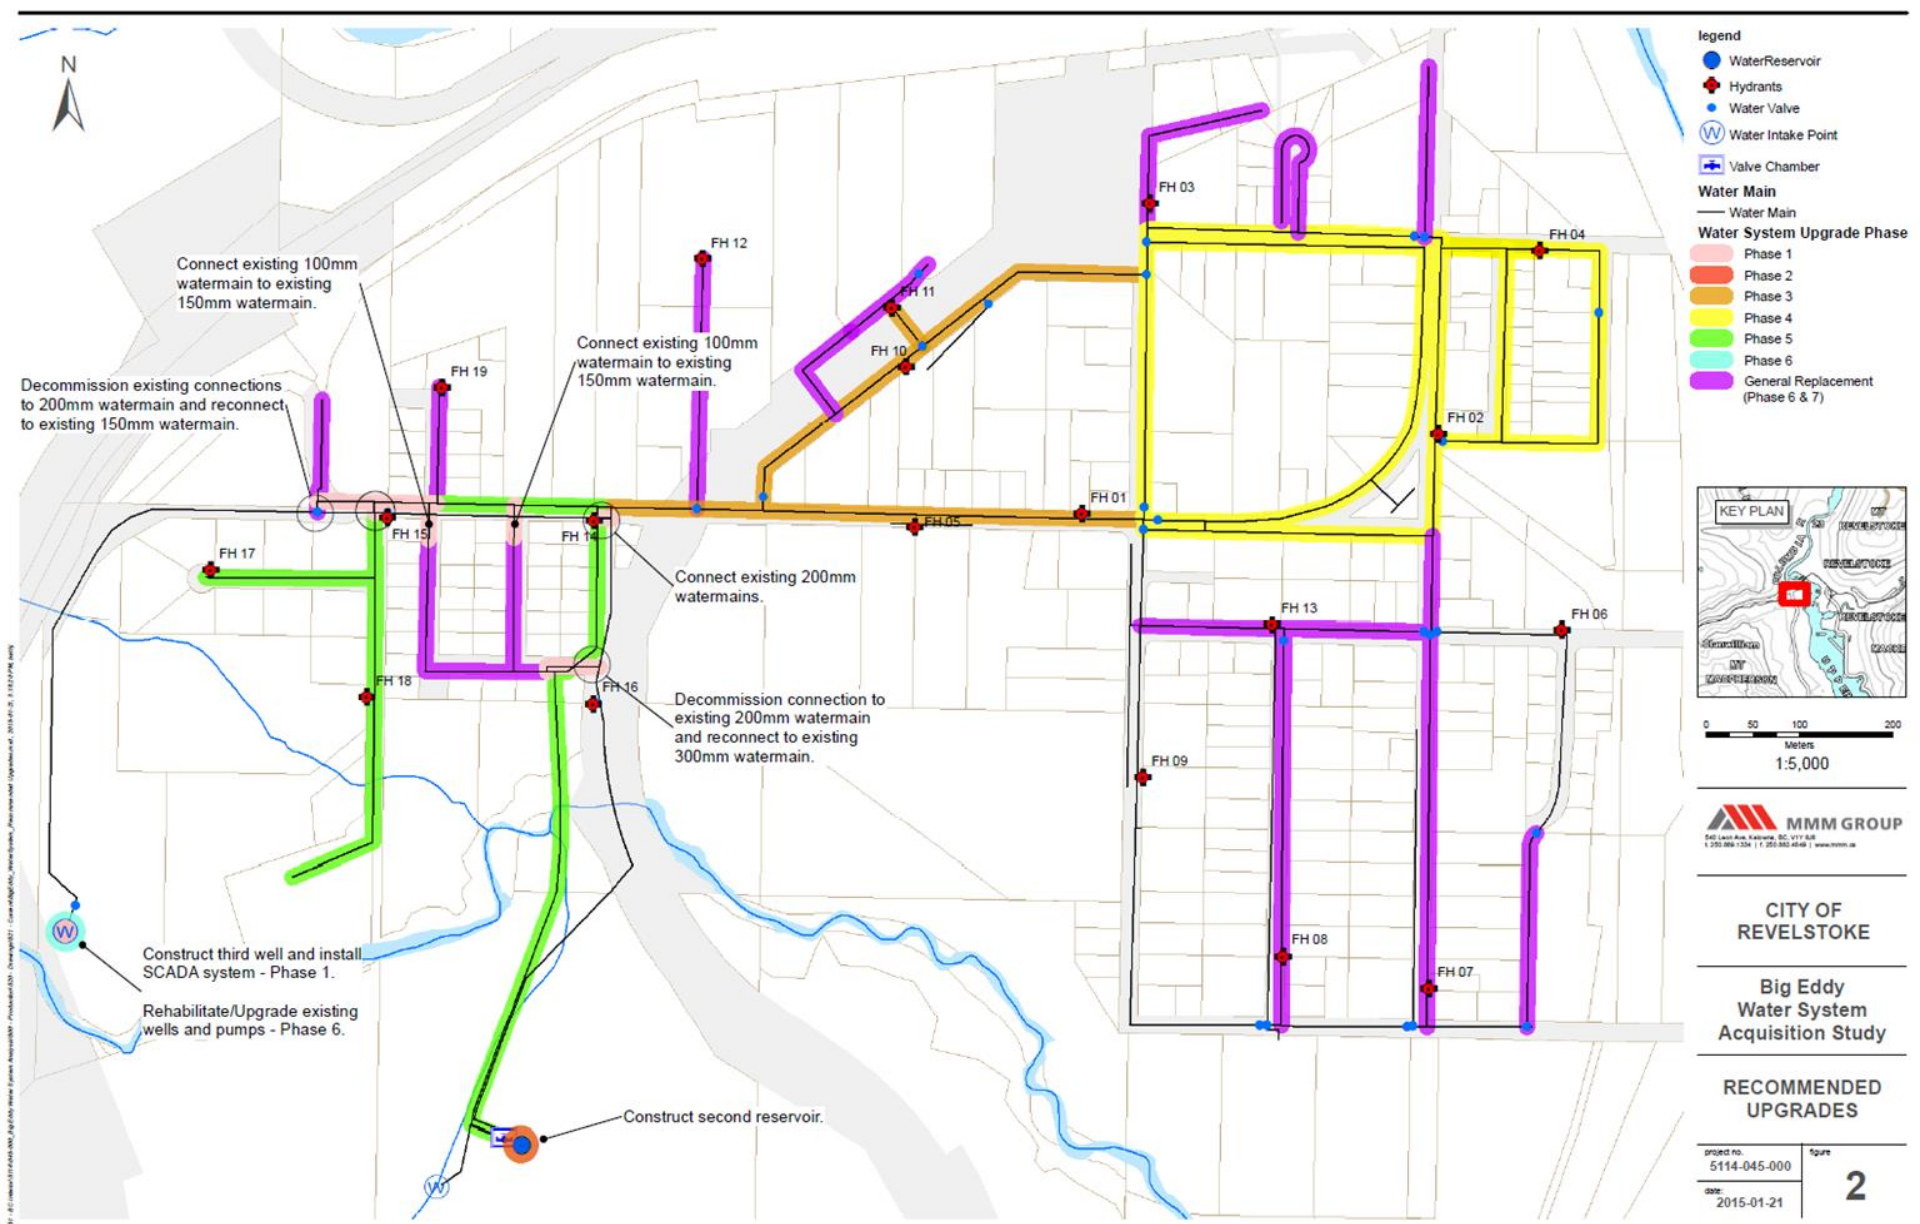 N
FH 03
FH 12
FH 04
Connect existing 100mm
watermain to existing
150mm watermain.
FH 11
Connect existing 100mm
watermain to existing
150mm watermain.
FH 10
FH 19
Decommission existing connections
to 200mm watermain and reconnect
to existing 150mm watermain.
FH 02
FH 01
FH 05
FH 15
FH 14
FH 17
Connect existing 200mm
watermains.
FH 13
FH 06
FH 18
FH 16
Decommission connection to
existing 200mm watermain
and reconnect to existing
300mm watermain.
FH 09
W
Construct third well and install
SCADA system - Phase 1.
Rehabilitate/Upgrade existing
wells and pumps - Phase 6.
FH 08
FH 07
Construct second reservoir.
W
legend
WaterReservoir
Hydrants
Water Valve
W Water Intake Point
Valve Chamber
Water Main
Water Main
Water System Upgrade Phase
Phase 1
Phase 2
Phase 3
Phase 4
Phase 5
Phase 6
General Replacement
(Phase 6 & 7)
KEY PLAN
MT
REVELSTOKE
REVELSTOKE
REVELSTOKE
MT
MACPHERSON
0 50 100 200
Meters
1:5,000
MMM GROUP
CITY OF
REVELSTOKE
Big Eddy
Water System
Acquisition Study
RECOMMENDED
UPGRADES
project no.
5114-045-000
figure
2
date:
2015-01-21